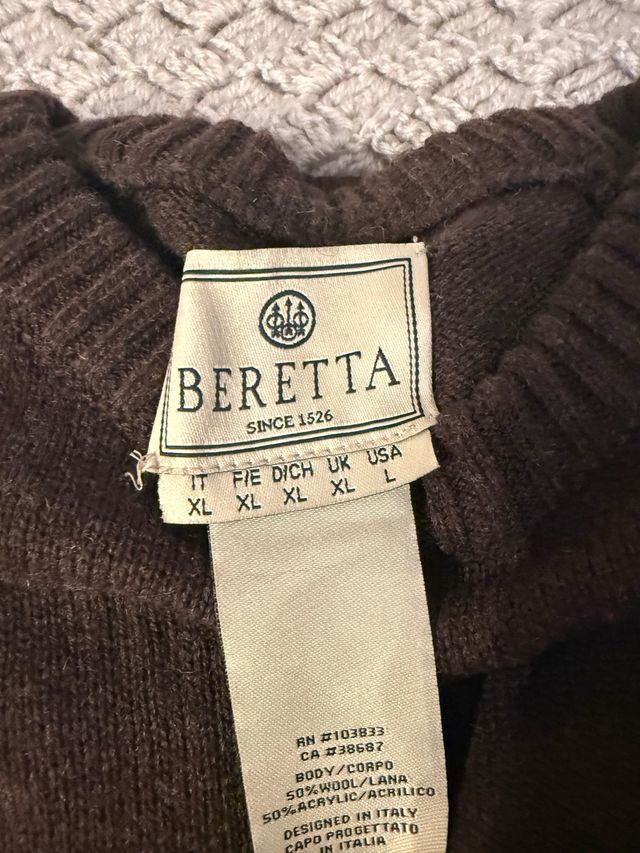 BERETTA
SINCE 1526
IT F/E D/CH UK USA
XL XL XL XL L
RN #103833
CA #38687
BODY/CORPO
50%WOOL/LANA
50%ACRYLIC/ACRILICO
DESIGNED IN ITALY
CAPO PROGETTATO
IN ITALIA